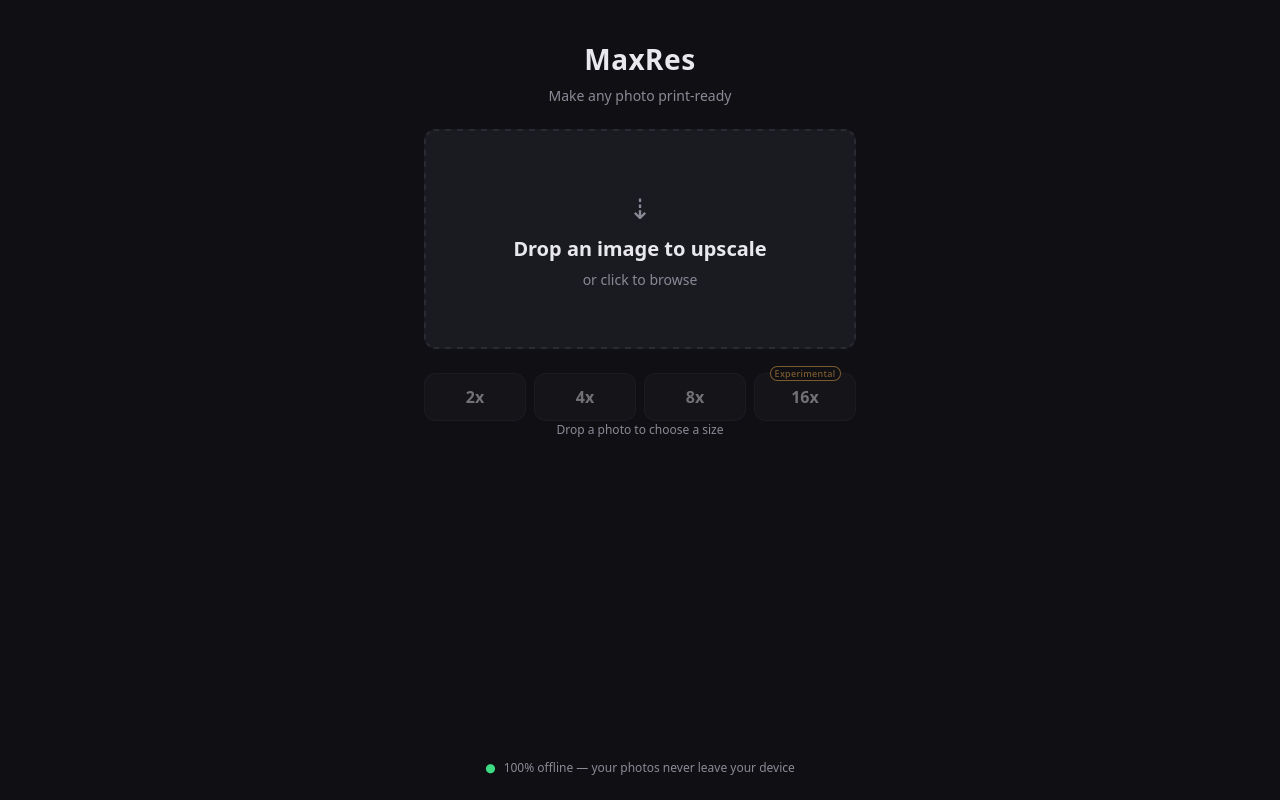 MaxRes
Make any photo print-ready
Drop an image to upscale
or click to browse
Experimental
2x
4x
8x
16x
Drop a photo to choose a size
100% offline — your photos never leave your device